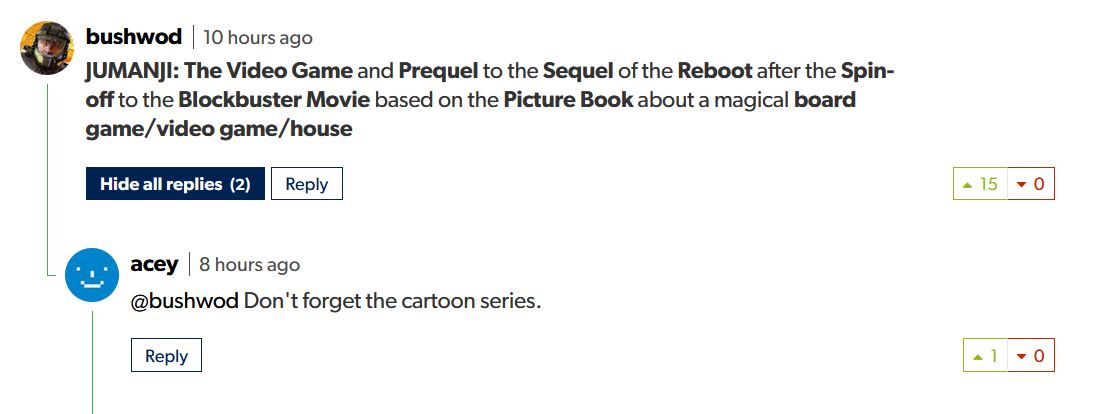 bushwod | 10 hours ago
JUMANJI: The Video Game and Prequel to the Sequel of the Reboot after the Spin-
off to the Blockbuster Movie based on the Picture Book about a magical board
game/video game/house
Hide all replies (2) Reply ▲ 15 ▼ 0
acey | 8 hours ago
@bushwod Don't forget the cartoon series.
Reply ▲ 1 ▼ 0